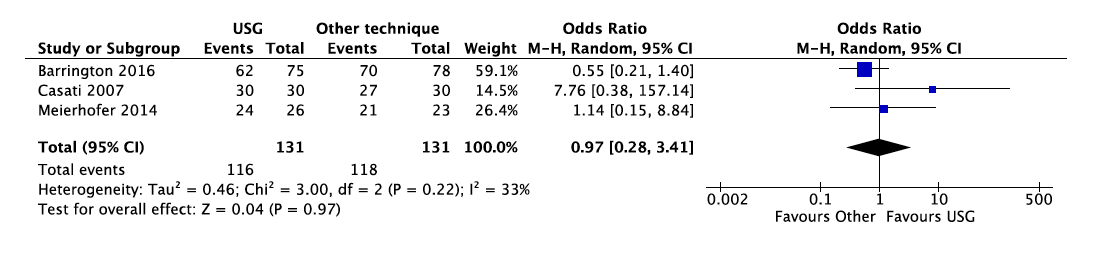 USG Other technique Odds Ratio Odds Ratio
Study or Subgroup Events Total Events Total Weight M-H, Random, 95% CI M-H, Random, 95% CI
Barrington 2016 62 75 70 78 59.1% 0.55 [0.21, 1.40]
Casati 2007 30 30 27 30 14.5% 7.76 [0.38, 157.14]
Meierhofer 2014 24 26 21 23 26.4% 1.14 [0.15, 8.84]
Total (95% CI) 131 131 100.0% 0.97 [0.28, 3.41]
Total events 116 118
Heterogeneity: Tau² = 0.46; Chi² = 3.00, df = 2 (P = 0.22); I² = 33%
Test for overall effect: Z = 0.04 (P = 0.97)
0.002 0.1 1 10 500
Favours Other Favours USG